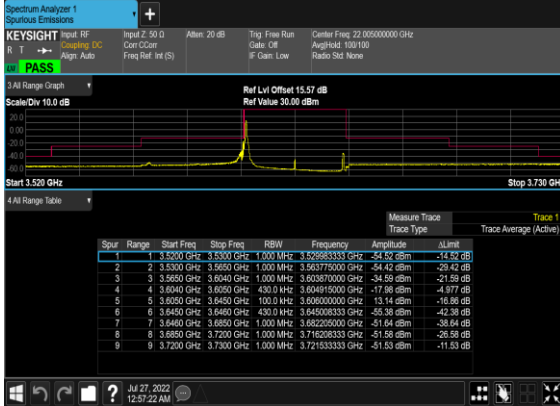 Spectrum Analyzer 1
Spurious Emissions
+
KEYSIGHT Input: RF Input Z: 50 Ω Atten: 20 dB Trig: Free Run Center Freq: 22.005000000 GHz
R T Coupling: DC Corr CCorr Gate: Off Avg|Hold: 100/100
Align: Auto Freq Ref: Int (S) IF Gain: Low Radio Std: None
LXI PASS
3 All Range Graph
Ref Lvl Offset 15.57 dB
Scale/Div 10.0 dB Ref Value 30.00 dBm
20.0
0.00
-20.0
-40.0
-60.0
Start 3.520 GHz Stop 3.730 GH
4 All Range Table
Measure Trace Trace 1
Trace Type Trace Average (Active)
Spur Range Start Freq Stop Freq RBW Frequency Amplitude ΔLimit
1 1 3.5200 GHz 3.5300 GHz 1.000 MHz 3.529983333 GHz -54.52 dBm -14.52 dB
2 2 3.5300 GHz 3.5650 GHz 1.000 MHz 3.563775000 GHz -54.42 dBm -29.42 dB
3 3 3.5650 GHz 3.6040 GHz 1.000 MHz 3.603870000 GHz -34.59 dBm -21.59 dB
4 4 3.6040 GHz 3.6050 GHz 430.0 kHz 3.604915000 GHz -17.98 dBm -4.977 dB
5 5 3.6050 GHz 3.6450 GHz 100.0 kHz 3.606000000 GHz 13.14 dBm -16.86 dB
6 6 3.6450 GHz 3.6460 GHz 430.0 kHz 3.645008333 GHz -55.38 dBm -42.38 dB
7 7 3.6460 GHz 3.6850 GHz 1.000 MHz 3.682205000 GHz -51.64 dBm -38.64 dB
8 8 3.6850 GHz 3.7200 GHz 1.000 MHz 3.716208333 GHz -51.58 dBm -26.58 dB
9 9 3.7200 GHz 3.7300 GHz 1.000 MHz 3.721533333 GHz -51.53 dBm -11.53 dB
?
Jul 27, 2022
12:57:22 AM